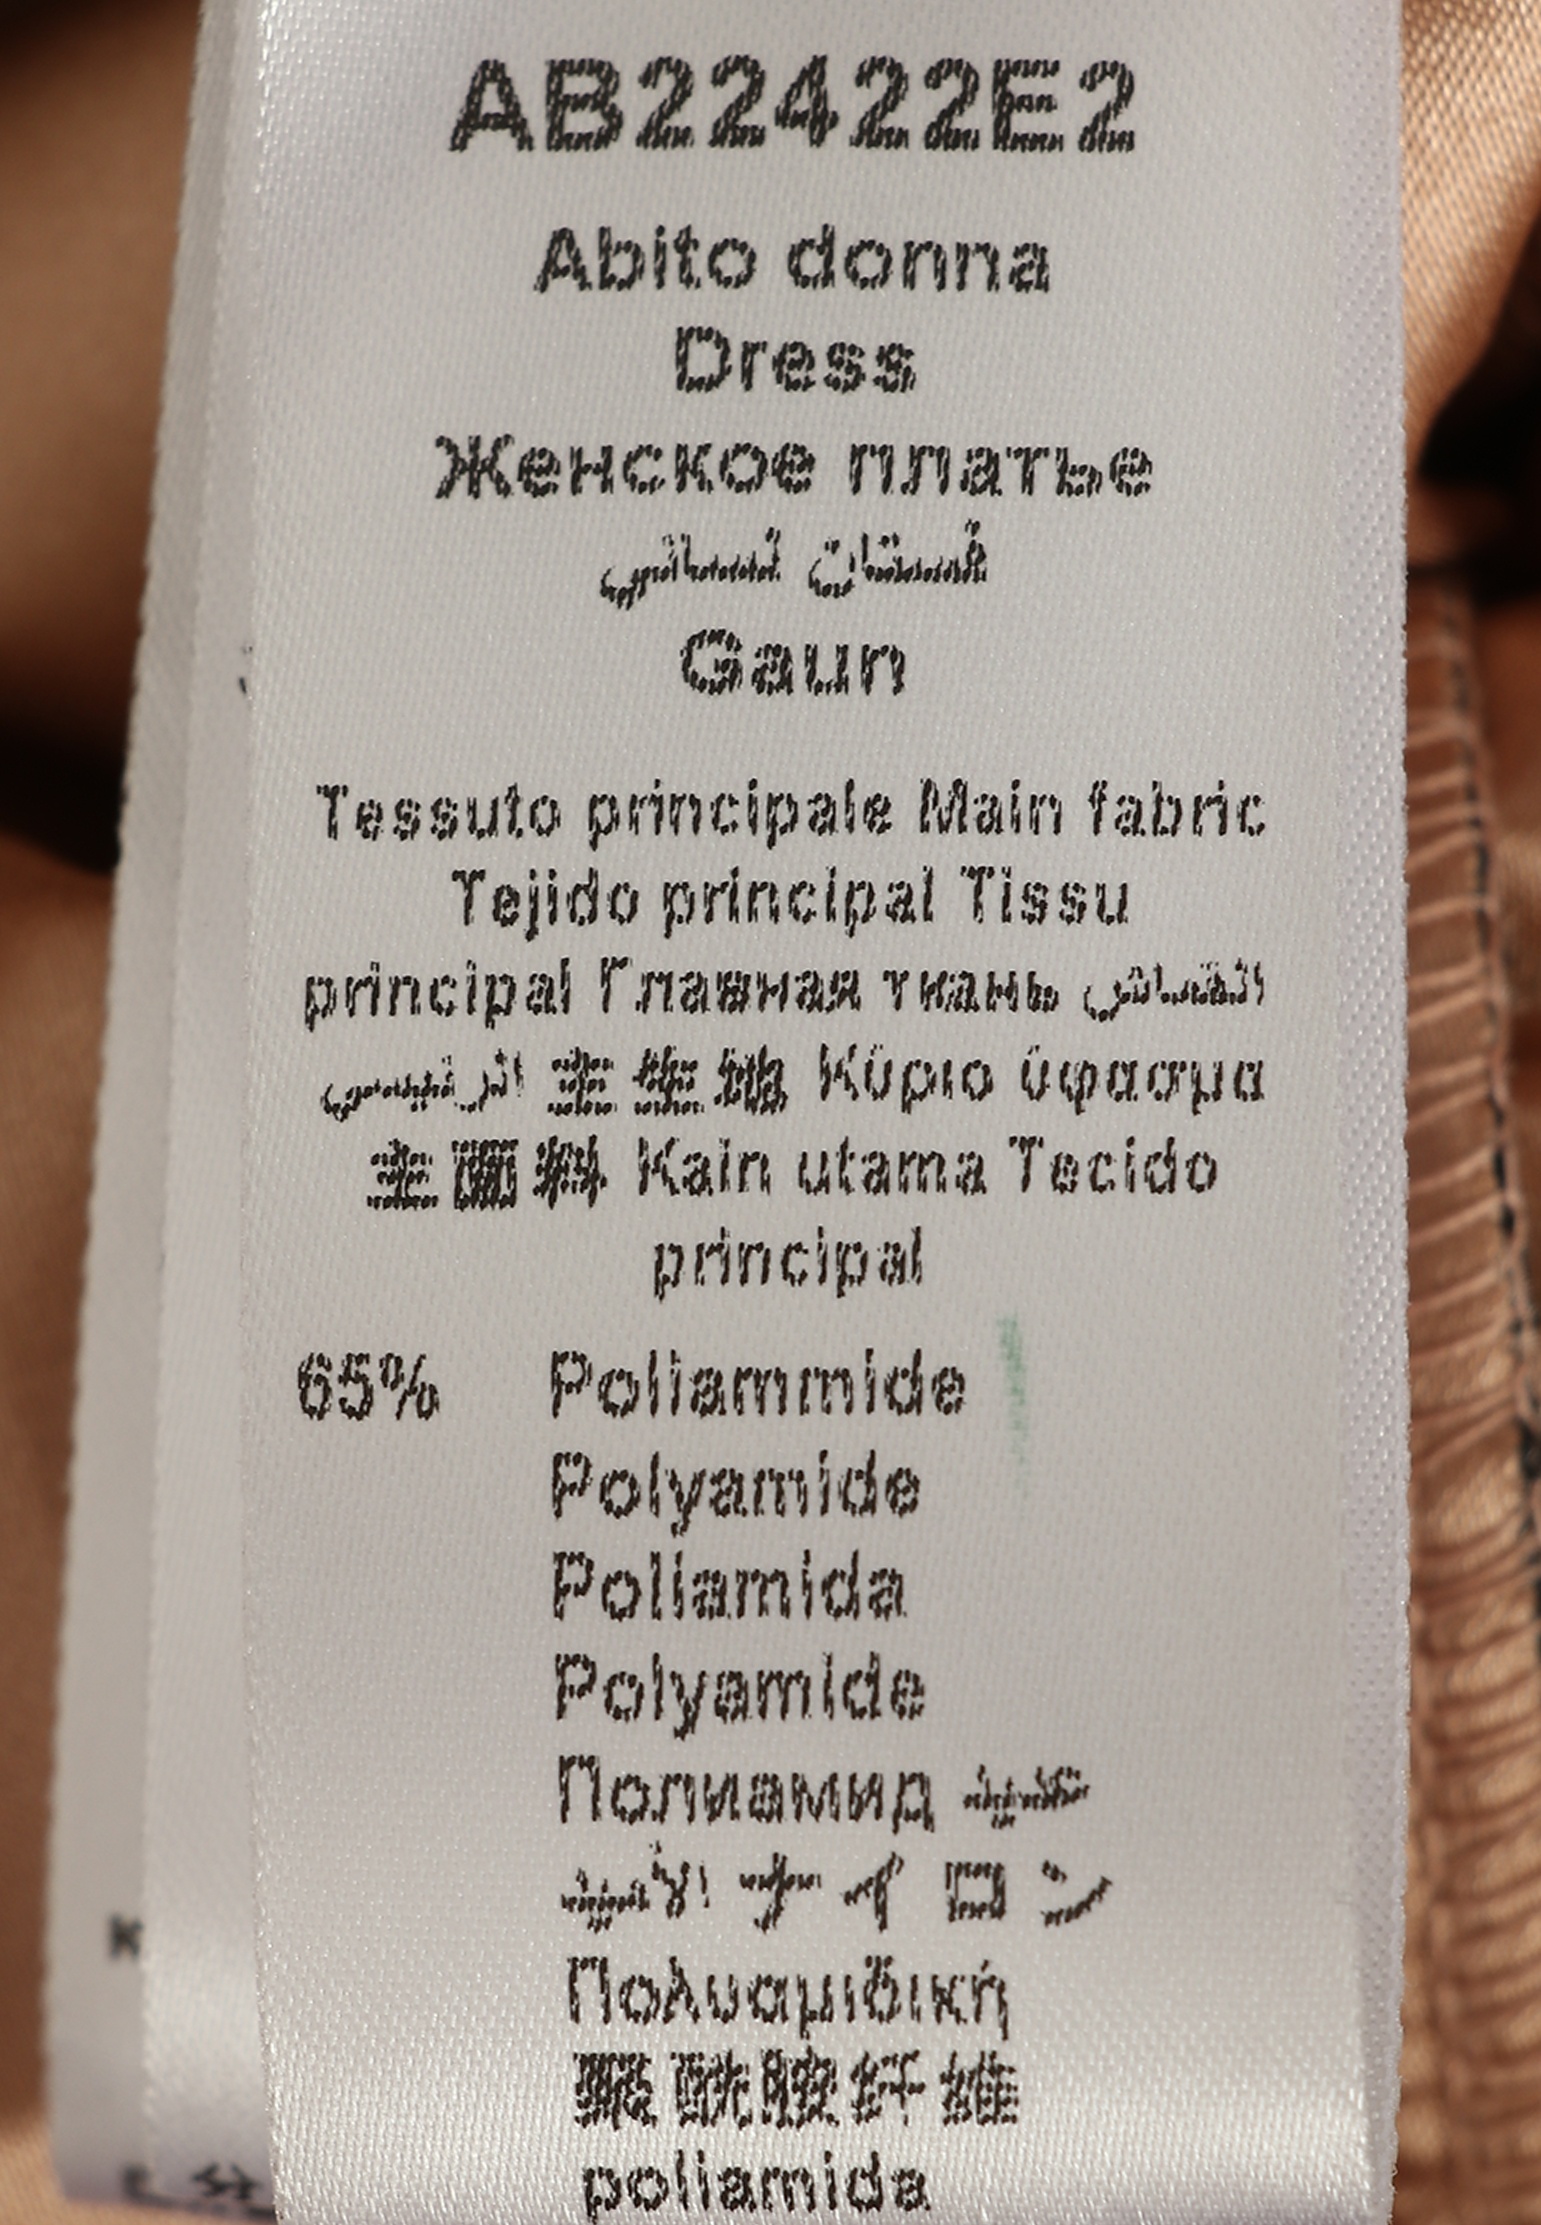 AB22422E2
Abito donna
Dress
Женское платье
فستان نسائي
Gaun
Tessuto principale Main fabric
Tejido principal Tissu
principal Главная ткань القماش
الرئيسي 主生地 Κύριο ύφασμα
主面料 Kain utama Tecido
principal
65% Poliammide
Polyamide
Poliamida
Polyamide
Полиамид
ナイロン
Πολυαμιδική
聚酰胺纤维
poliamida